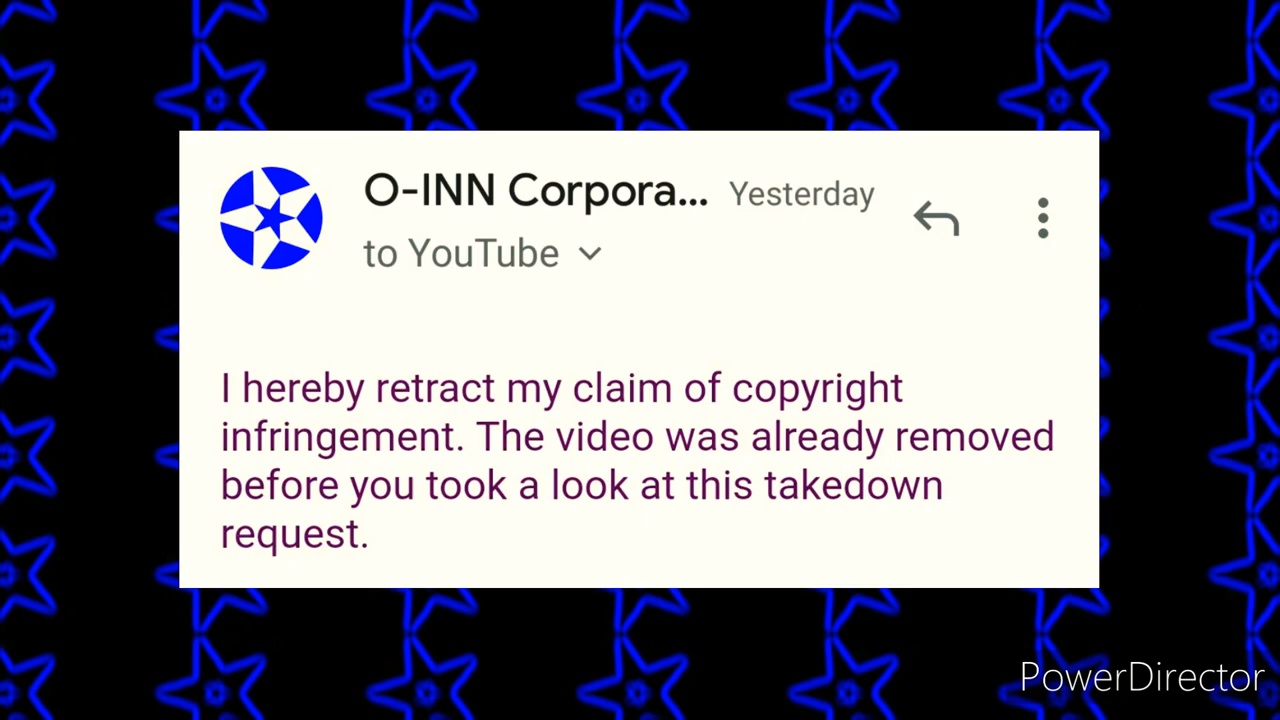 O-INN Corpora... Yesterday
to YouTube
I hereby retract my claim of copyright
infringement. The video was already removed
before you took a look at this takedown
request.
PowerDirector